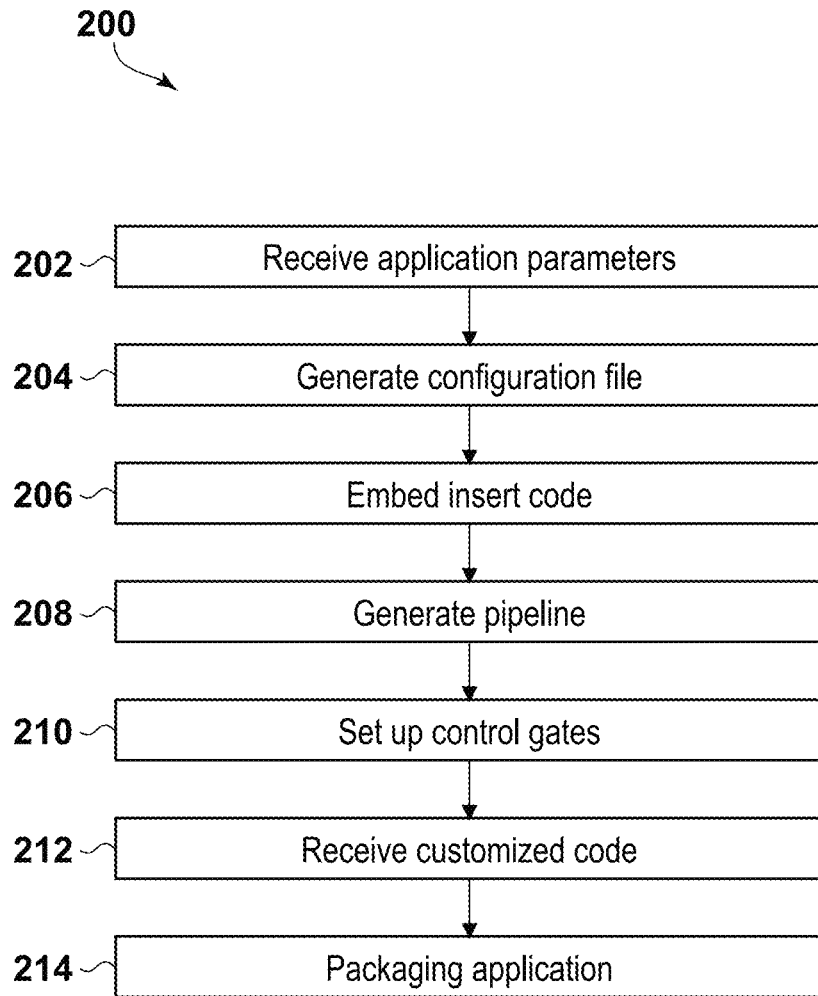 200
202 Receive application parameters
204 Generate configuration file
206 Embed insert code
208 Generate pipeline
210 Set up control gates
212 Receive customized code
214 Packaging application